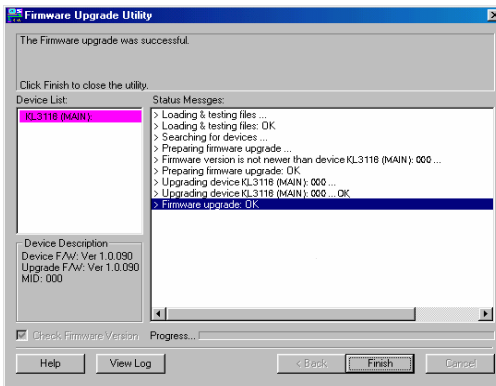 Firmware Upgrade Utility
The Firmware upgrade was successful.
Click Finish to close the utility.
Device List:
KL3116 (MAIN):
Status Messges:
> Loading & testing files ...
> Loading & testing files: OK
> Searching for devices ...
> Preparing firmware upgrade ...
> Firmware version is not newer than device KL3116 (MAIN): 000 ...
> Preparing firmware upgrade: OK
> Upgrading device KL3116 (MAIN): 000 ...
> Upgrading device KL3116 (MAIN): 000 ... OK
> Firmware upgrade: OK
Device Description
Device F/W: Ver 1.0.090
Upgrade F/W: Ver 1.0.090
MID: 000
Check Firmware Version
Progress...
Help
View Log
< Back
Finish
Cancel